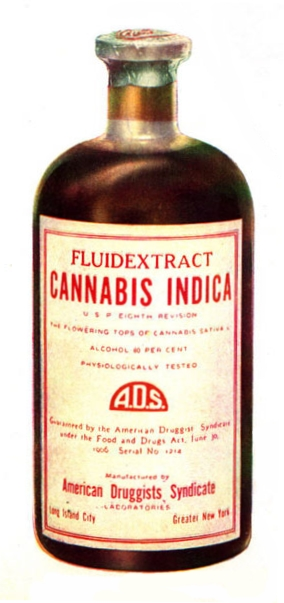 FLUIDEXTRACT
CANNABIS INDICA
U S P EIGHTH REVISION
THE FLOWERING TOPS OF CANNABIS SATIVA
ALCOHOL 80 PER CENT
PHYSIOLOGICALLY TESTED
A.D.S.
Guaranteed by the American Druggist Syndicate
under the Food and Drugs Act, June 30,
1906 Serial No
Manufactured by
American Druggists Syndicate
LABORATORIES
Long Island City Greater New York